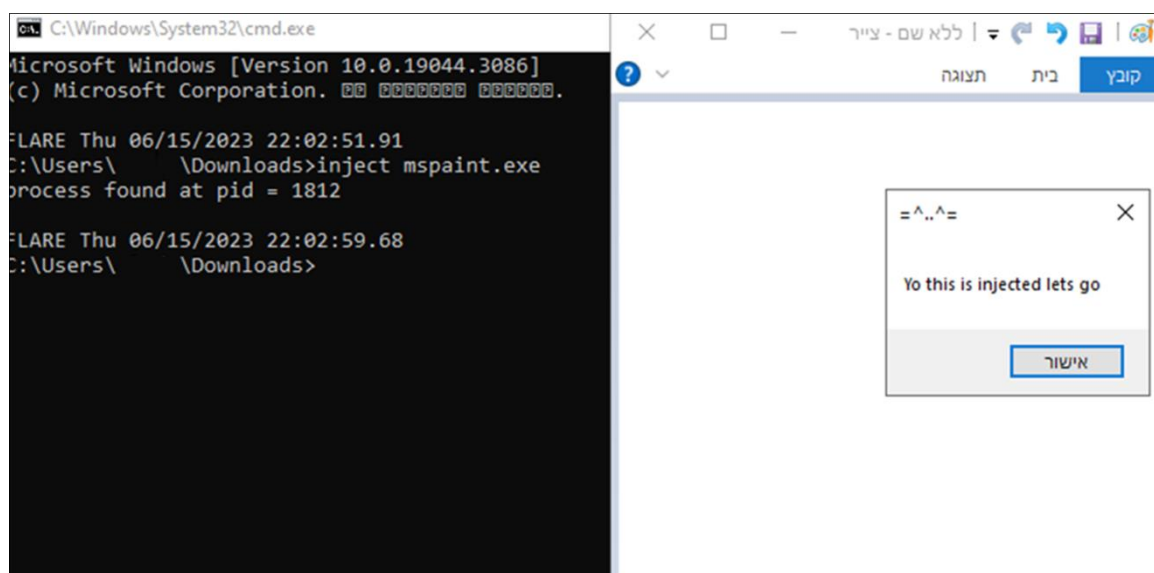 C:\Windows\System32\cmd.exe
Microsoft Windows [Version 10.0.19044.3086]
(c) Microsoft Corporation.
FLARE Thu 06/15/2023 22:02:51.91
C:\Users\ \Downloads>inject mspaint.exe
process found at pid = 1812
FLARE Thu 06/15/2023 22:02:59.68
C:\Users\ \Downloads>
ללא שם - צייר
קובץ בית תצוגה
=^..^=
Yo this is injected lets go
אישור